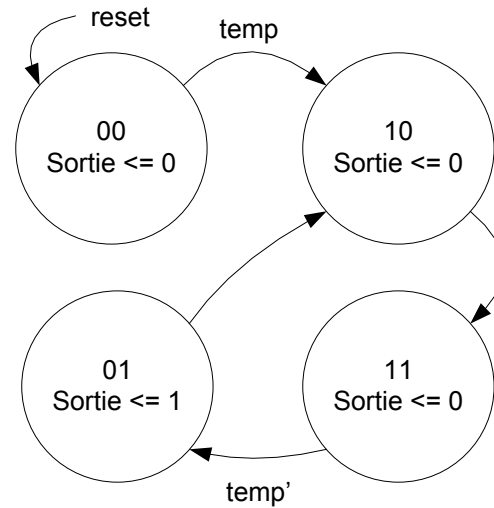 reset
temp
00
Sortie <= 0
10
Sortie <= 0
01
Sortie <= 1
11
Sortie <= 0
temp’